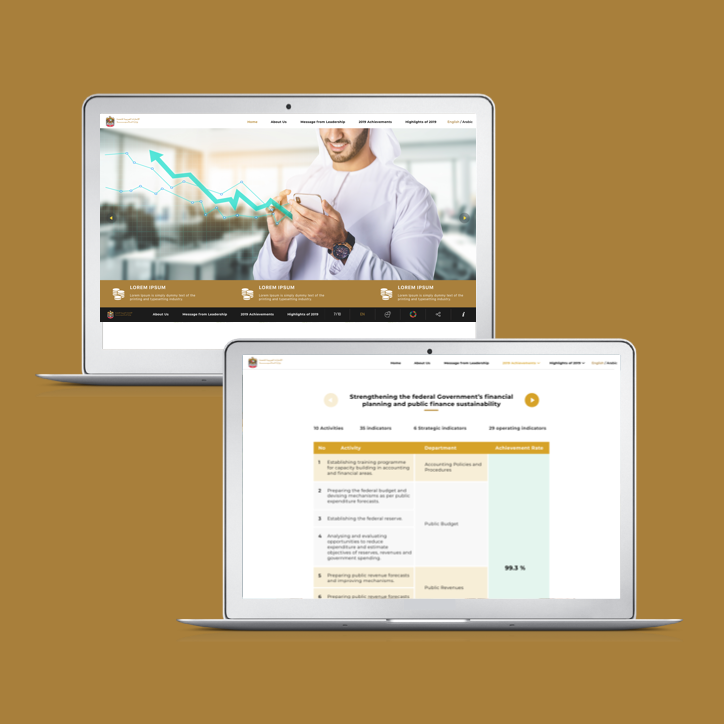 Home About Us Message From Leadership 2019 Achievements Highlights of 2019 English / Arabic
LOREM IPSUM
Lorem Ipsum is simply dummy text of the
printing and typesetting industry.
LOREM IPSUM
Lorem Ipsum is simply dummy text of the
printing and typesetting industry.
LOREM IPSUM
Lorem Ipsum is simply dummy text of the
printing and typesetting industry.
About Us Message From Leadership 2019 Achievements Highlights of 2019
Home About Us Message From Leadership 2019 Achievements Highlights of 2019 English / Arabic
Strengthening the federal Government's financial
planning and public finance sustainability
10 Activities 35 indicators 6 Strategic indicators 29 operating indicators
No Activity Department Achievement Rate
1 Establishing training programme
for capacity building in accounting
and financial areas.
Accounting Policies and
Procedures
2 Preparing the federal budget and
devising mechanisms as per public
expenditure forecasts
3 Establishing the federal reserve
Public Budget
4 Analysing and evaluating
opportunities to reduce
expenditure and estimate
objectives of reserves, revenues and
government spending.
99.3 %
5 Preparing public revenue forecasts
and improving mechanisms.
Public Revenues
6 Preparing public revenue forecasts